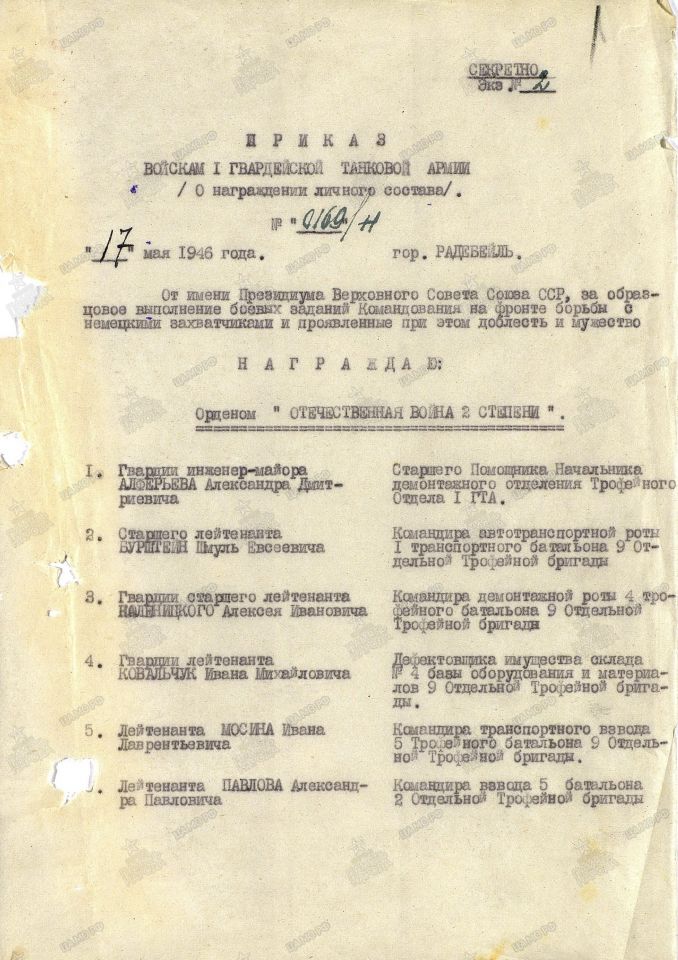 СЕКРЕТНО
Экз № 2
П Р И К А З
ВОЙСКАМ I ГВАРДЕЙСКОЙ ТАНКОВОЙ АРМИИ
/ О награждении личного состава/.
№ "0169/н"
"17" мая 1946 года. гор. РАДЕБЕЙЛЬ.
От имени Президиума Верховного Совета Союза ССР, за образ-
цовое выполнение боевых заданий Командования на фронте борьбы с
немецкими захватчиками и проявленные при этом доблесть и мужество
Н А Г Р А Ж Д А Ю:
Орденом " ОТЕЧЕСТВЕННАЯ ВОЙНА 2 СТЕПЕНИ ".
1. Гвардии инженер-майора
АЛФЕРЬЕВА Александра Дмит-
риевича
Старшего Помощника Начальника
демонтажного отделения Трофейного
Отдела I ГТА.
2. Старшего лейтенанта
БУРШТЕЙН Шмуль Евсеевича
Командира автотранспортной роты
I транспортного батальона 9 От-
дельной Трофейной бригады
3. Гвардии старшего лейтенанта
КАЛЬНИЦКОГО Алексея Ивановича
Командира демонтажной роты 4 тро-
фейного батальона 9 Отдельной
Трофейной бригады
4. Гвардии лейтенанта
КОВАЛЬЧУК Ивана Михайловича
Дефектовщика имущества склада
№ 4 базы оборудования и материа-
лов 9 Отдельной Трофейной брига-
ды.
5. Лейтенанта МОСИНА Ивана
Лаврентьевича
Командира транспортного взвода
5 Трофейного батальона 9 Отдель-
ной Трофейной бригады.
Лейтенанта ПАВЛОВА Александ-
ра Павловича
Командира взвода 5 батальона
2 Отдельной Трофейной бригады
ЦАМО.РФ